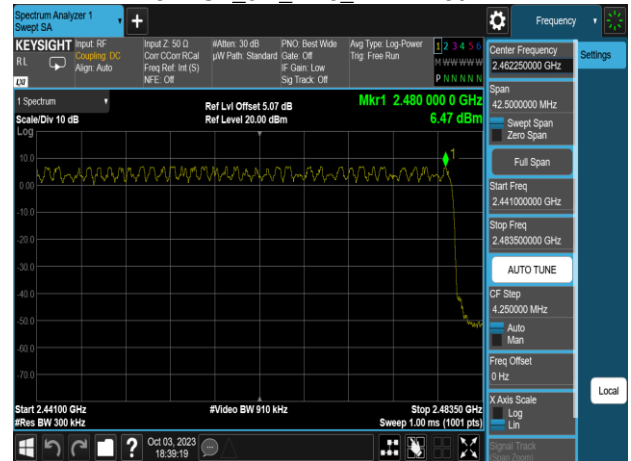 Spectrum Analyzer 1
Swept SA
Frequency
KEYSIGHT
R L
LXI
Input: RF
Coupling: DC
Align: Auto
Input Z: 50 Ω
Corr CCorr RCal
Freq Ref: Int (S)
NFE: Off
#Atten: 30 dB
µW Path: Standard
PNO: Best Wide
Gate: Off
IF Gain: Low
Sig Track: Off
Avg Type: Log-Power
Trig: Free Run
1 2 3 4 5 6
M W W W W W
P N N N N N
1 Spectrum
Scale/Div 10 dB
Log
Ref Lvl Offset 5.07 dB
Ref Level 20.00 dBm
Mkr1 2.480 000 0 GHz
6.47 dBm
1
10.0
0.00
-10.0
-20.0
-30.0
-40.0
-50.0
-60.0
-70.0
Start 2.44100 GHz
#Res BW 300 kHz
#Video BW 910 kHz
Stop 2.48350 GHz
Sweep 1.00 ms (1001 pts)
Center Frequency
2.462250000 GHz
Settings
Span
42.5000000 MHz
Swept Span
Zero Span
Full Span
Start Freq
2.441000000 GHz
Stop Freq
2.483500000 GHz
AUTO TUNE
CF Step
4.250000 MHz
Auto
Man
Freq Offset
0 Hz
X Axis Scale
Log
Lin
Local
Signal Track
(Span Zoom)
?
Oct 03, 2023
18:39:19